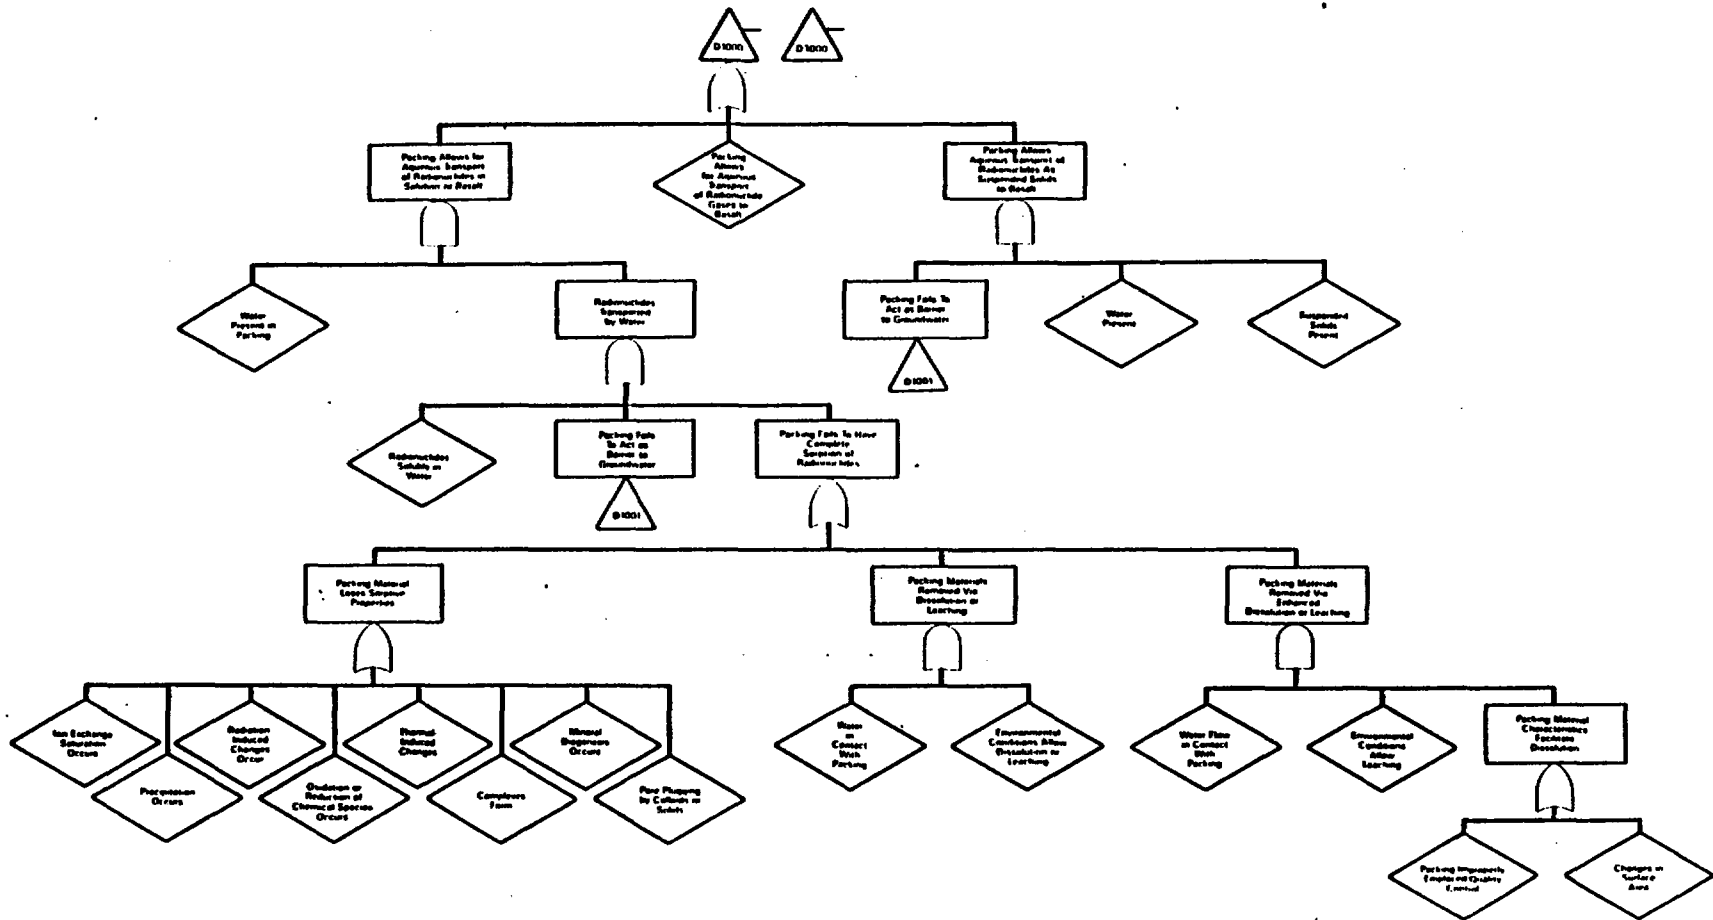 D1000
D1000
Packing Allows for
Aqueous Transport
of Radionuclides in
Solution to Basalt
Packing
Allows
for Aqueous
Transport
of Radionuclide
Gases to
Basalt
Packing Allows
Aqueous Transport of
Radionuclides As
Suspended Solids
to Basalt
Water
Present in
Packing
Radionuclides
Transported
by Water
Packing Fails To
Act as Barrier
to Groundwater
D1001
Water
Present
Suspended
Solids
Present
Radionuclides
Soluble in
Water
Packing Fails
To Act as
Barrier to
Groundwater
D1001
Packing Fails To Have
Complete
Sorption of
Radionuclides
Packing Material
Loses Sorptive
Properties
Packing Materials
Removed Via
Dissolution or
Leaching
Packing Materials
Removed Via
Enhanced
Dissolution or Leaching
Ion Exchange
Saturation
Occurs
Precipitation
Occurs
Radiation
Induced
Changes
Occur
Oxidation or
Reduction of
Chemical Species
Occurs
Thermal
Induced
Changes
Complexes
Form
Mineral
Diagenesis
Occurs
Pore Plugging
by Colloids or
Solids
Water
in
Contact
With
Packing
Environmental
Conditions Allow
Dissolution or
Leaching
Water Flow
in Contact
With
Packing
Environmental
Conditions
Allow
Leaching
Packing Material
Characteristics
Facilitate
Dissolution
Packing Improperly
Emplaced Quality
Control
Changes in
Surface
Area